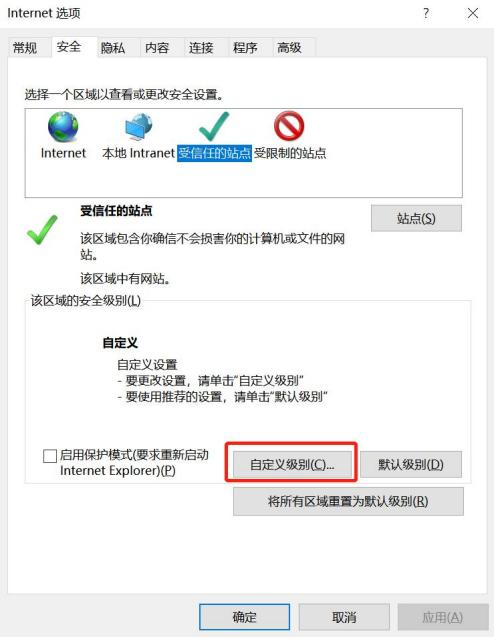 Internet 选项
? ×
常规 安全 隐私 内容 连接 程序 高级
选择一个区域以查看或更改安全设置。
Internet 本地 Intranet 受信任的站点 受限制的站点
受信任的站点
站点(S)
该区域包含你确信不会损害你的计算机或文件的网
站。
该区域中有网站。
该区域的安全级别(L)
自定义
自定义设置
- 要更改设置，请单击"自定义级别"
- 要使用推荐的设置，请单击"默认级别"
启用保护模式(要求重新启动
Internet Explorer)(P)
自定义级别(C)... 默认级别(D)
将所有区域重置为默认级别(R)
确定 取消 应用(A)